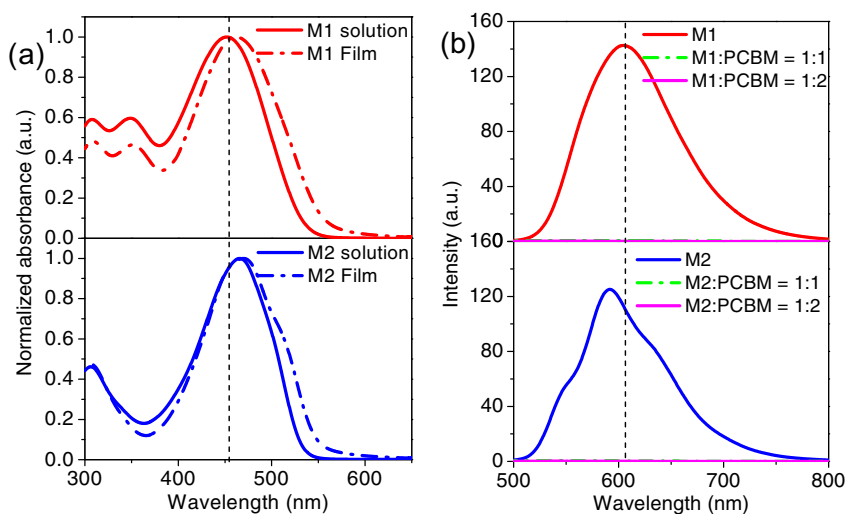 (a)
M1 solution
M1 Film
1.0
0.8
0.6
0.4
0.2
0.0
M2 solution
M2 Film
1.0
0.8
0.6
0.4
0.2
0.0
Normalized absorbance (a.u.)
300 400 500 600
Wavelength (nm)
(b)
M1
M1:PCBM = 1:1
M1:PCBM = 1:2
160
120
80
40
160
M2
M2:PCBM = 1:1
M2:PCBM = 1:2
120
80
40
0
Intensity (a.u.)
500 600 700 800
Wavelength (nm)